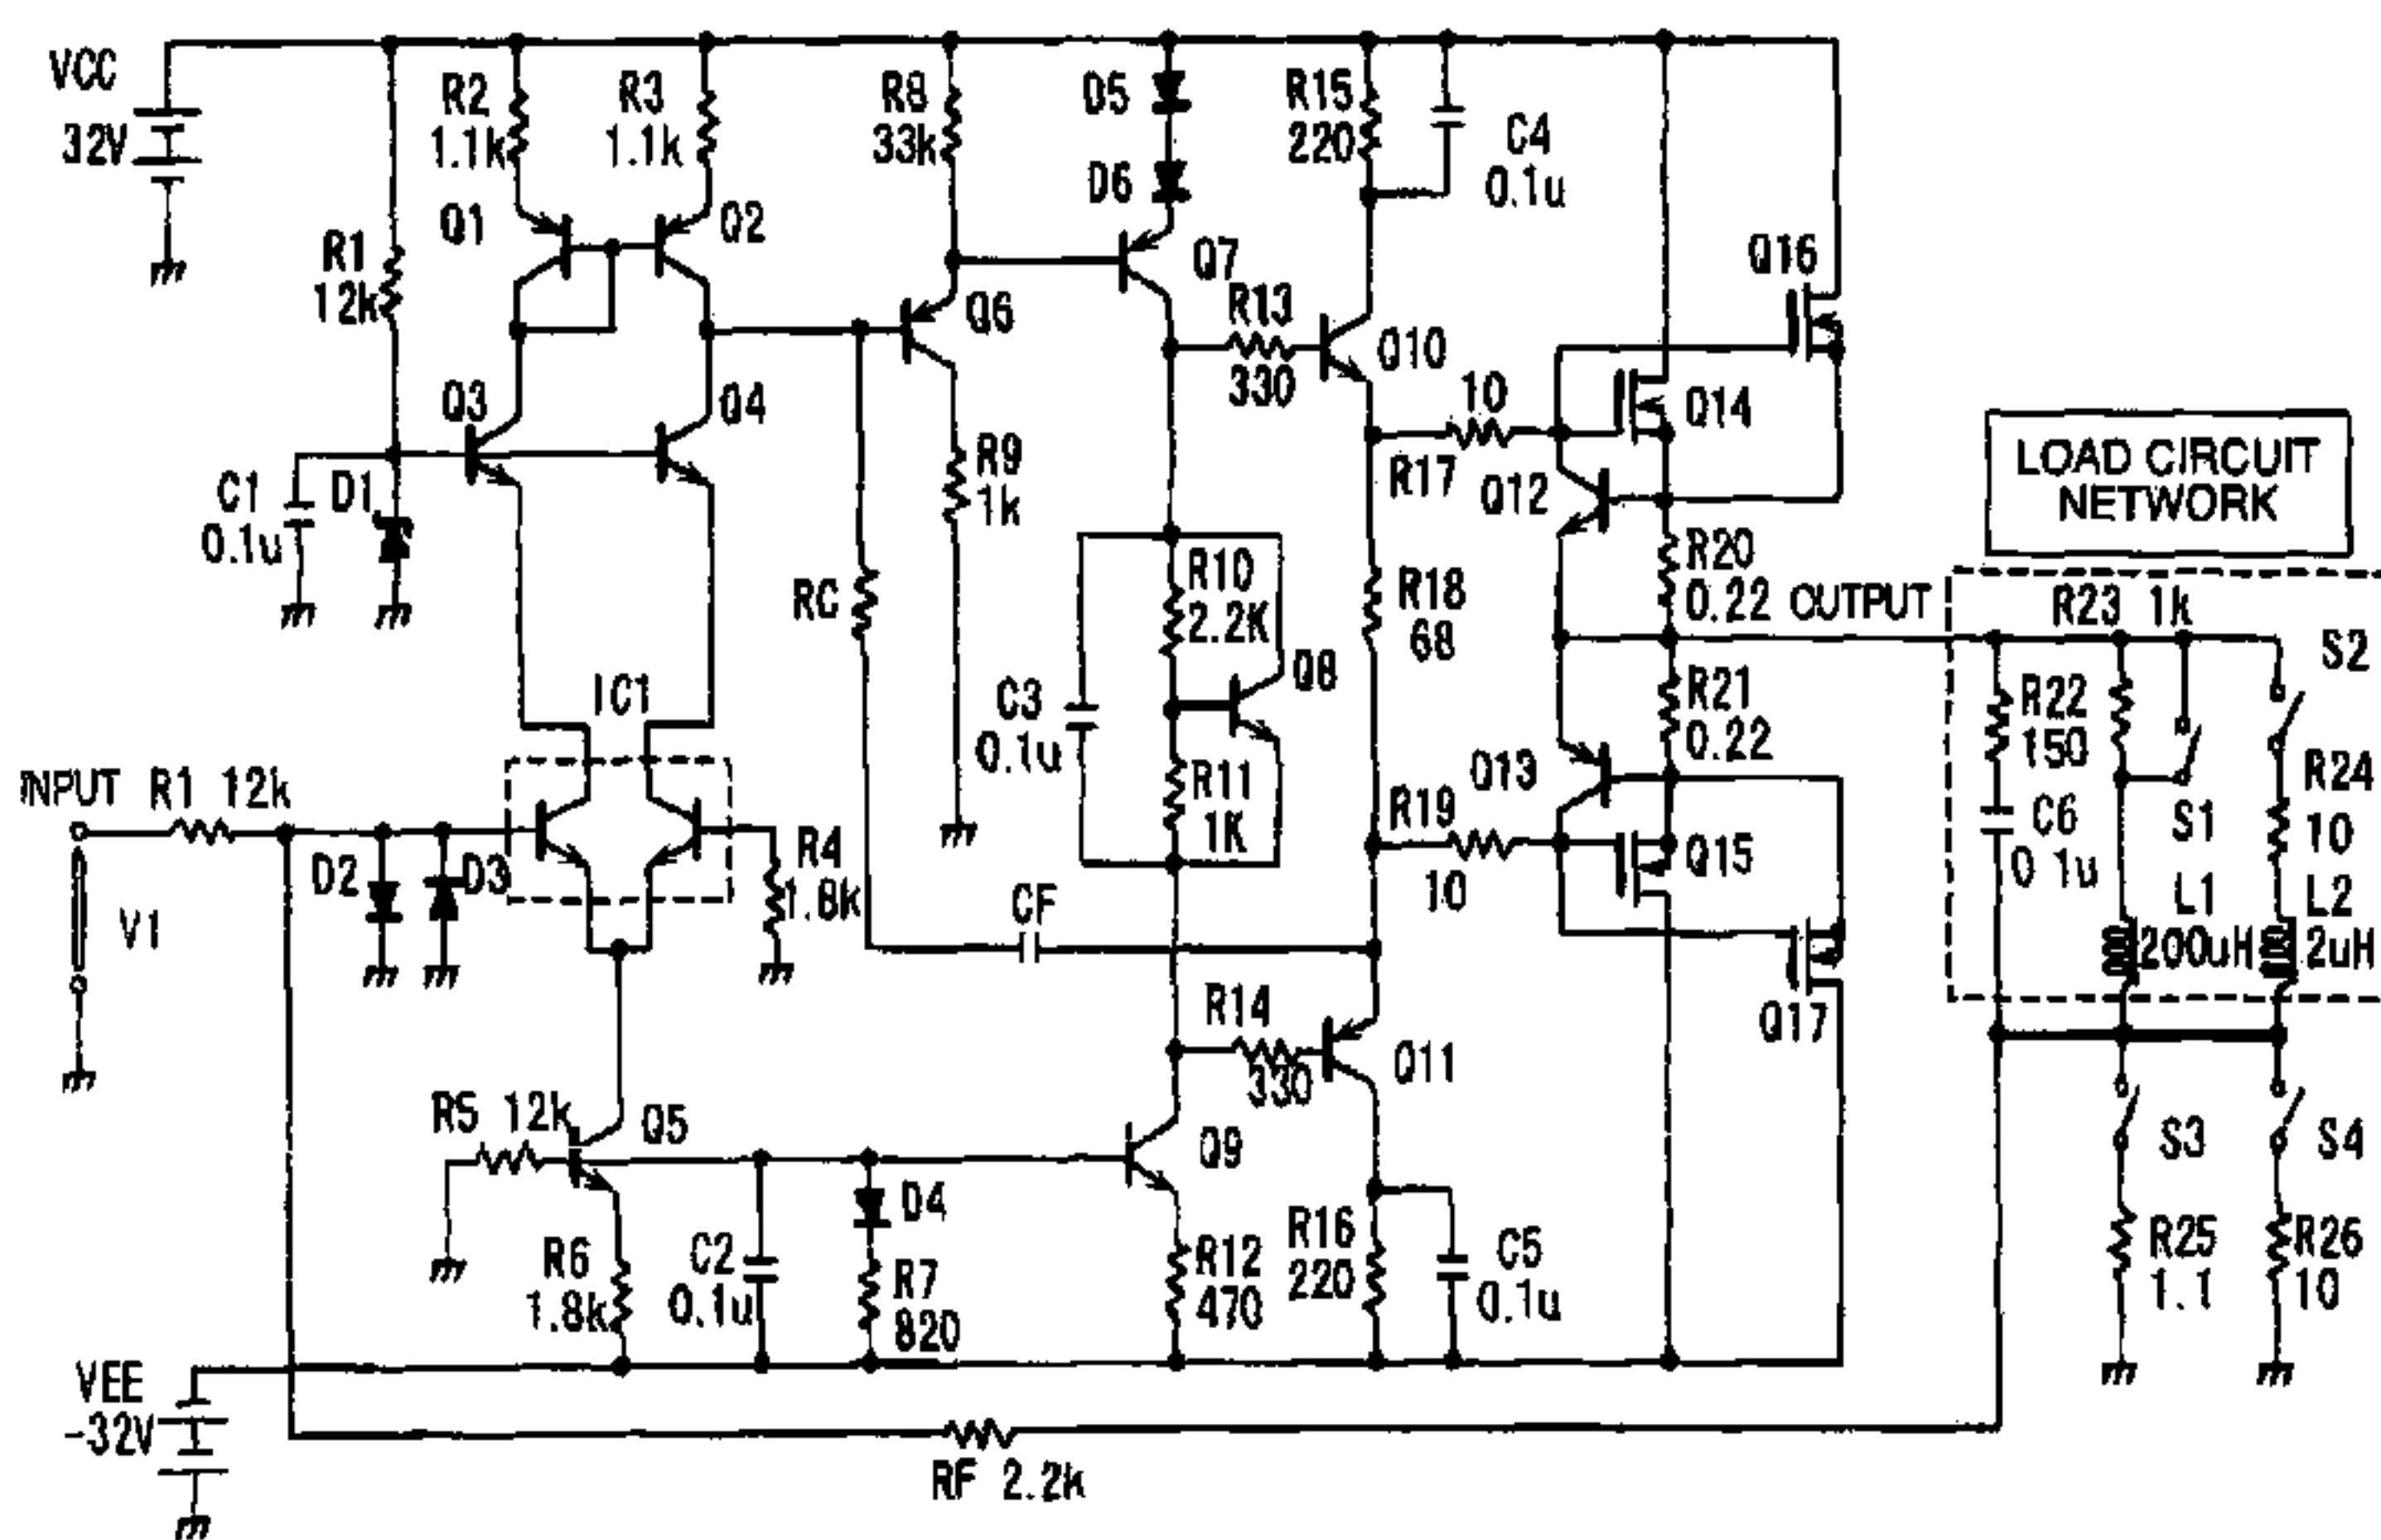 VCC
32V
R2
1.1k
R3
1.1k
R8
33k
D5
D6
R15
220
C4
0.1u
Q1
Q2
R1
12k
Q6
Q7
R13
330
Q10
Q16
Q3
Q4
10
R17
Q14
Q12
C1
0.1u
D1
R9
1k
LOAD CIRCUIT
NETWORK
RC
R10
2.2K
R18
68
R20
0.22
OUTPUT
R23 1k
S2
IC1
C3
0.1u
Q8
R11
1K
R21
0.22
R22
150
C6
0 1u
S1
R24
10
INPUT
R1 12k
V1
D2
D3
R4
1.8k
CF
Q13
R19
10
Q15
L1
200uH
L2
2uH
Q17
R14
330
Q11
R5 12k
Q5
Q9
S3
S4
D4
R6
1.8k
C2
0.1u
R7
820
R12
470
R16
220
C5
0.1u
R25
1.1
R26
10
VEE
-32V
RF 2.2k